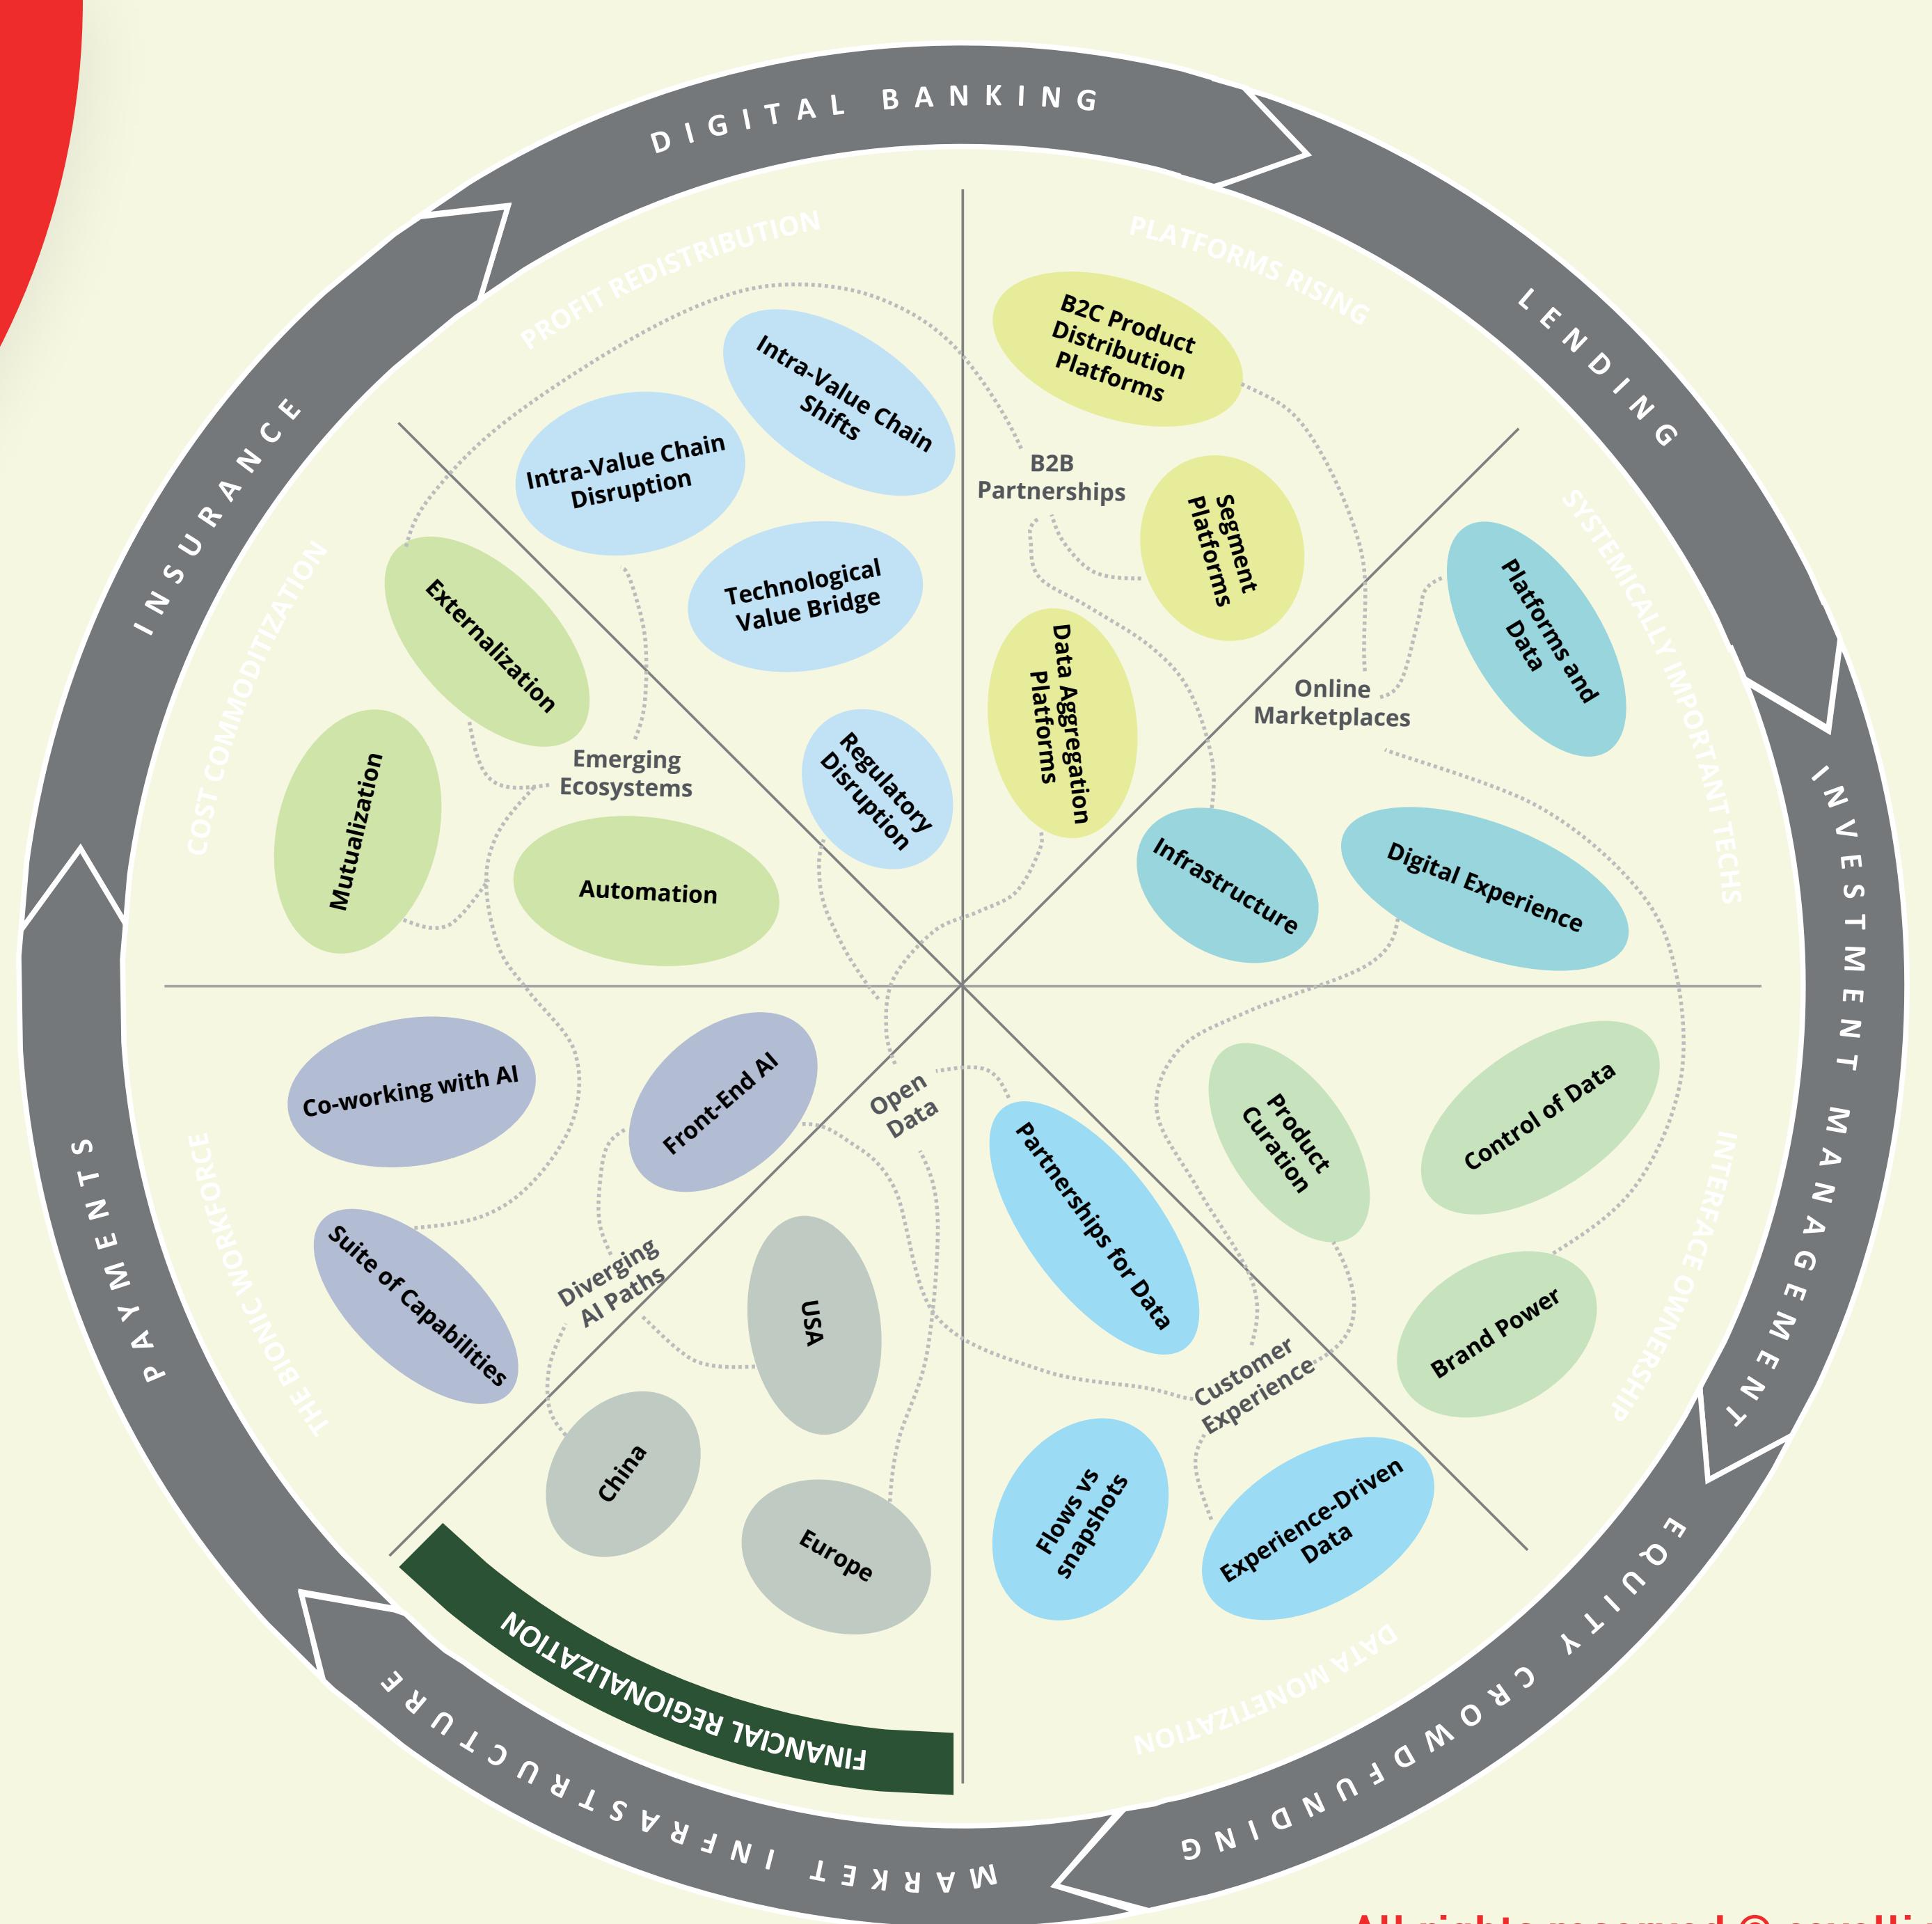 DIGITAL BANKING
LENDING
INVESTMENT MANAGEMENT
EQUITY CROWDFUNDING
MARKET INFRASTRUCTURE
PAYMENTS
INSURANCE
PROFIT REDISTRIBUTION
Intra-Value Chain
Shifts
Intra-Value Chain
Disruption
Technological
Value Bridge
Regulatory
Disruption
PLATFORMS RISING
B2C Product
Distribution
Platforms
B2B
Partnerships
Segment
Platforms
Data Aggregation
Platforms
SYSTEMICALLY IMPORTANT TECHS
Platforms and
Data
Online
Marketplaces
Infrastructure
Digital Experience
INTERFACE OWNERSHIP
Product
Curation
Control of Data
Brand Power
DATA MONETIZATION
Partnerships for Data
Customer
Experience
Flows vs
snapshots
Experience-Driven
Data
FINANCIAL REGIONALIZATION
USA
China
Europe
Open
Data
THE BIONIC WORKFORCE
Co-working with AI
Front-End AI
Suite of Capabilities
Diverging
AI Paths
COST COMMODITIZATION
Externalization
Mutualization
Automation
Emerging
Ecosystems
All rights reserved ©